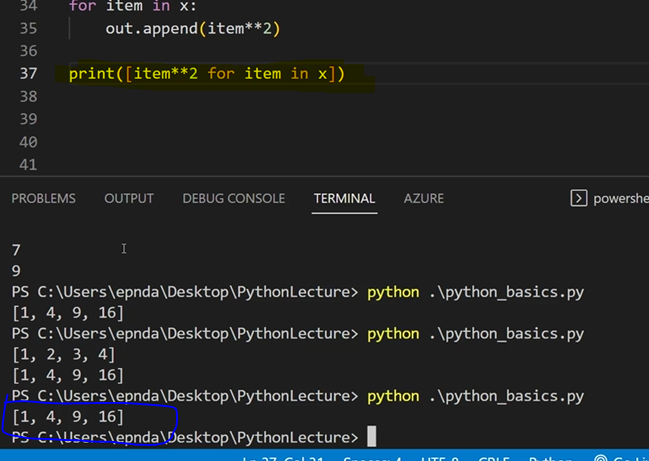 34 for item in x:
35 out.append(item**2)
36
37 print([item**2 for item in x])
38
39
40
41
PROBLEMS OUTPUT DEBUG CONSOLE TERMINAL AZURE powershe
7
9
PS C:\Users\epnda\Desktop\PythonLecture> python .\python_basics.py
[1, 4, 9, 16]
PS C:\Users\epnda\Desktop\PythonLecture> python .\python_basics.py
[1, 2, 3, 4]
[1, 4, 9, 16]
PS C:\Users\epnda\Desktop\PythonLecture> python .\python_basics.py
[1, 4, 9, 16]
PS C:\Users\epnda\Desktop\PythonLecture>